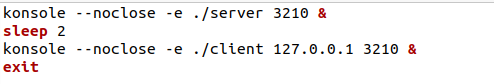 konsole --noclose -e ./server 3210 &
sleep 2
konsole --noclose -e ./client 127.0.0.1 3210 &
exit